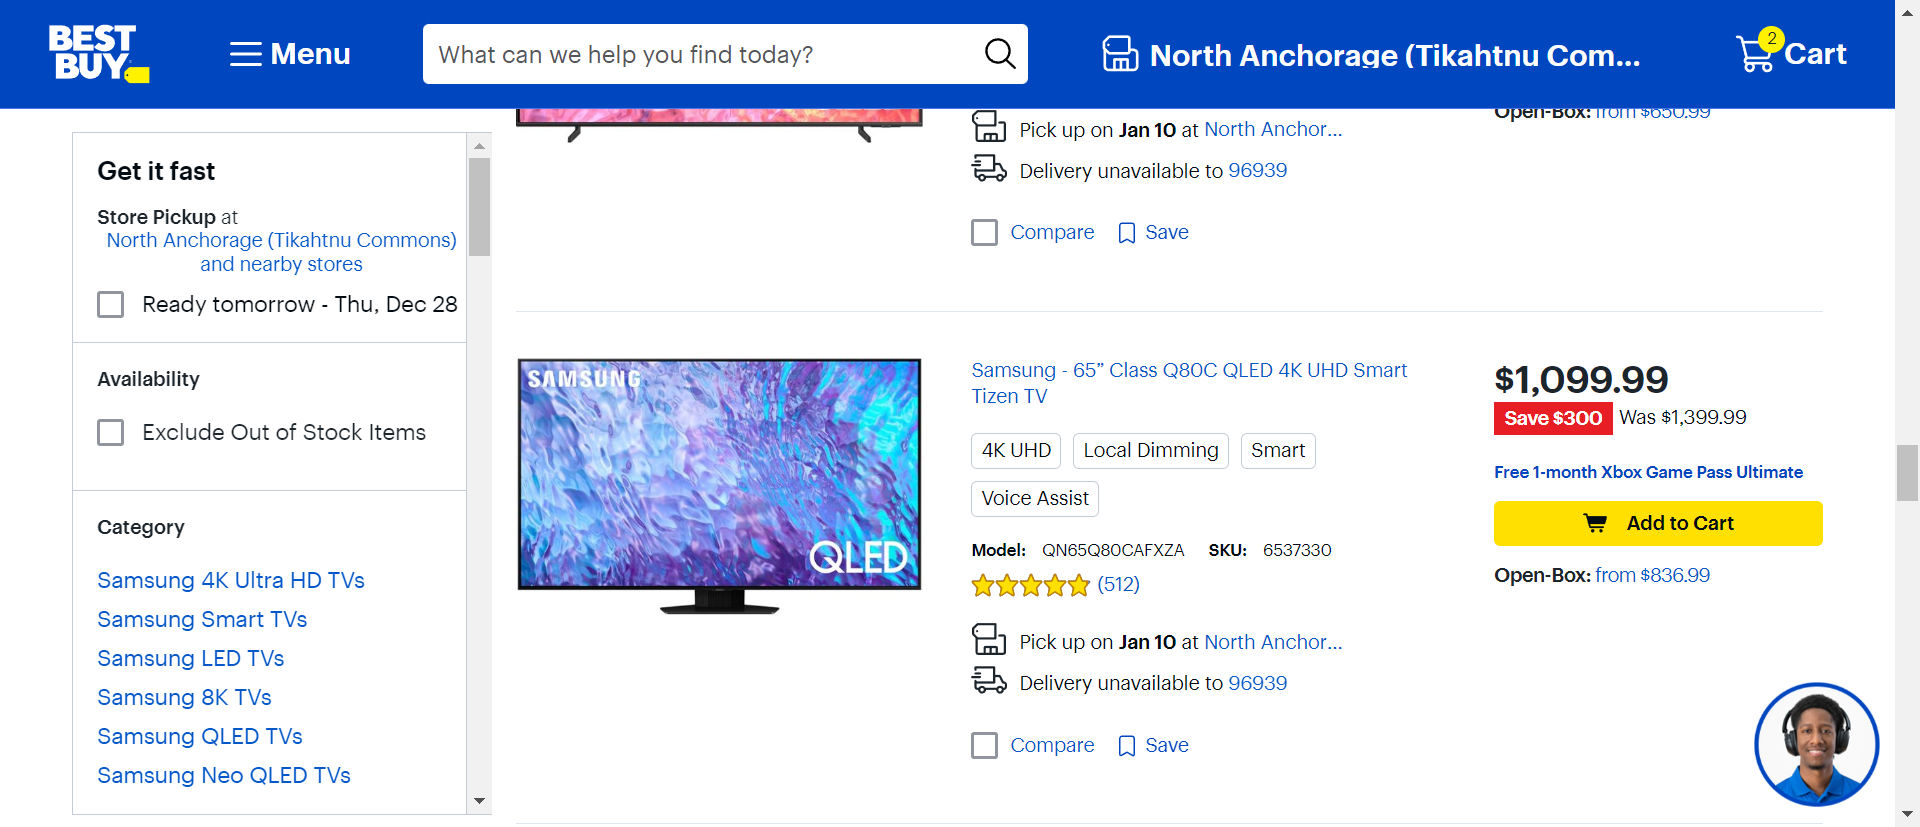 BEST BUY
Menu
What can we help you find today?
North Anchorage (Tikahtnu Com...
2
Cart
Open-Box: from $650.99
Pick up on Jan 10 at North Anchor...
Delivery unavailable to 96939
Compare
Save
Get it fast
Store Pickup at
North Anchorage (Tikahtnu Commons)
and nearby stores
Ready tomorrow - Thu, Dec 28
Availability
Exclude Out of Stock Items
Category
Samsung 4K Ultra HD TVs
Samsung Smart TVs
Samsung LED TVs
Samsung 8K TVs
Samsung QLED TVs
Samsung Neo QLED TVs
SAMSUNG
QLED
Samsung - 65” Class Q80C QLED 4K UHD Smart
Tizen TV
4K UHD
Local Dimming
Smart
Voice Assist
Model: QN65Q80CAFXZA SKU: 6537330
(512)
Pick up on Jan 10 at North Anchor...
Delivery unavailable to 96939
Compare
Save
$1,099.99
Save $300 Was $1,399.99
Free 1-month Xbox Game Pass Ultimate
Add to Cart
Open-Box: from $836.99